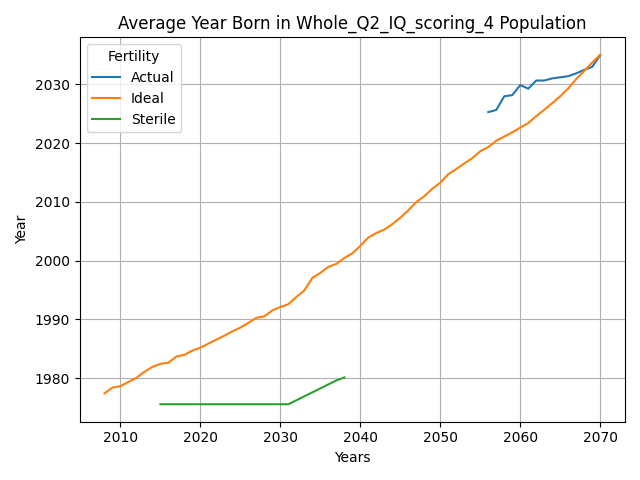 Average Year Born in Whole_Q2_IQ_scoring_4 Population
Fertility
Actual
Ideal
Sterile
2030
2020
2010
2000
1990
1980
Year
2010 2020 2030 2040 2050 2060 2070
Years